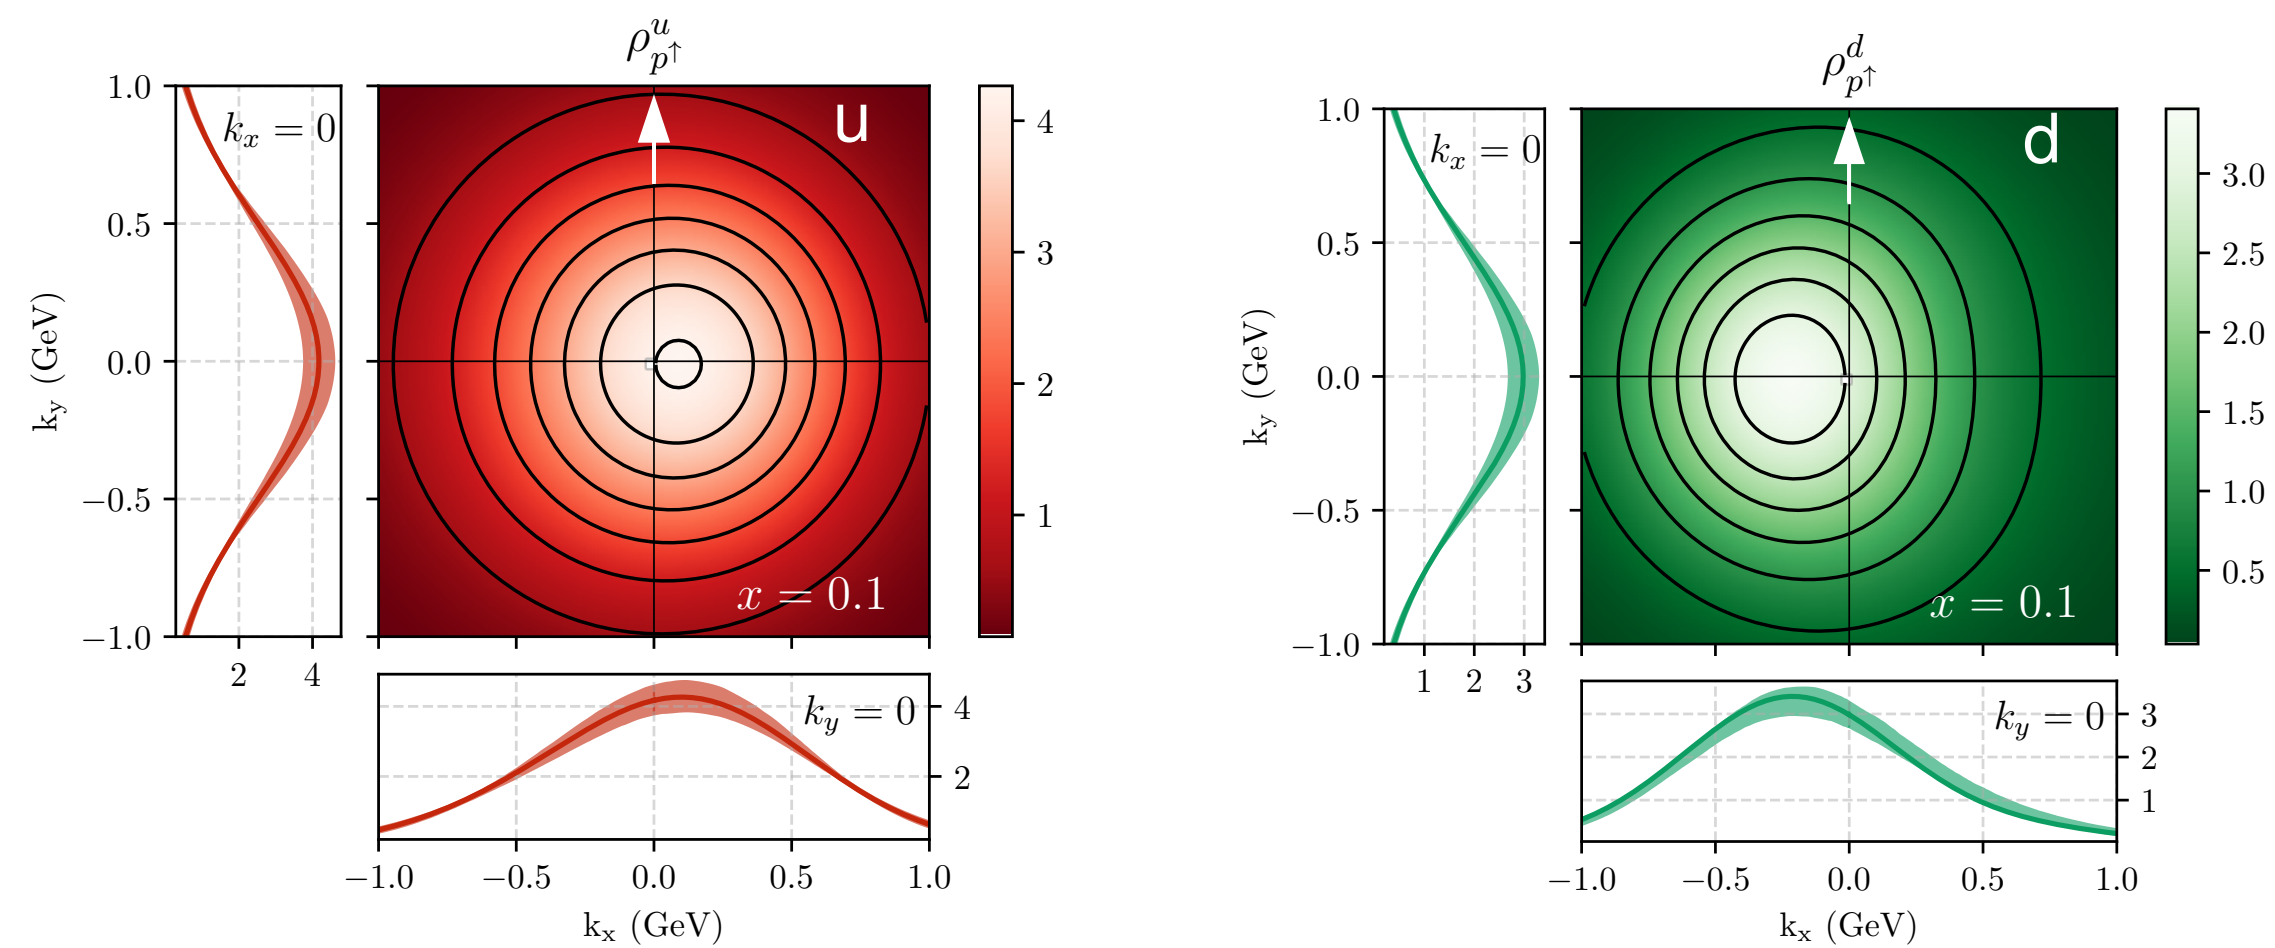 ρ^u_{p↑}
1.0
0.5
0.0
−0.5
−1.0
k_y (GeV)
k_x = 0
2 4
u
x = 0.1
4
3
2
1
k_y = 0
4
2
−1.0 −0.5 0.0 0.5 1.0
k_x (GeV)
ρ^d_{p↑}
1.0
0.5
0.0
−0.5
−1.0
k_y (GeV)
k_x = 0
1 2 3
d
x = 0.1
3.0
2.5
2.0
1.5
1.0
0.5
k_y = 0
3
2
1
−1.0 −0.5 0.0 0.5 1.0
k_x (GeV)